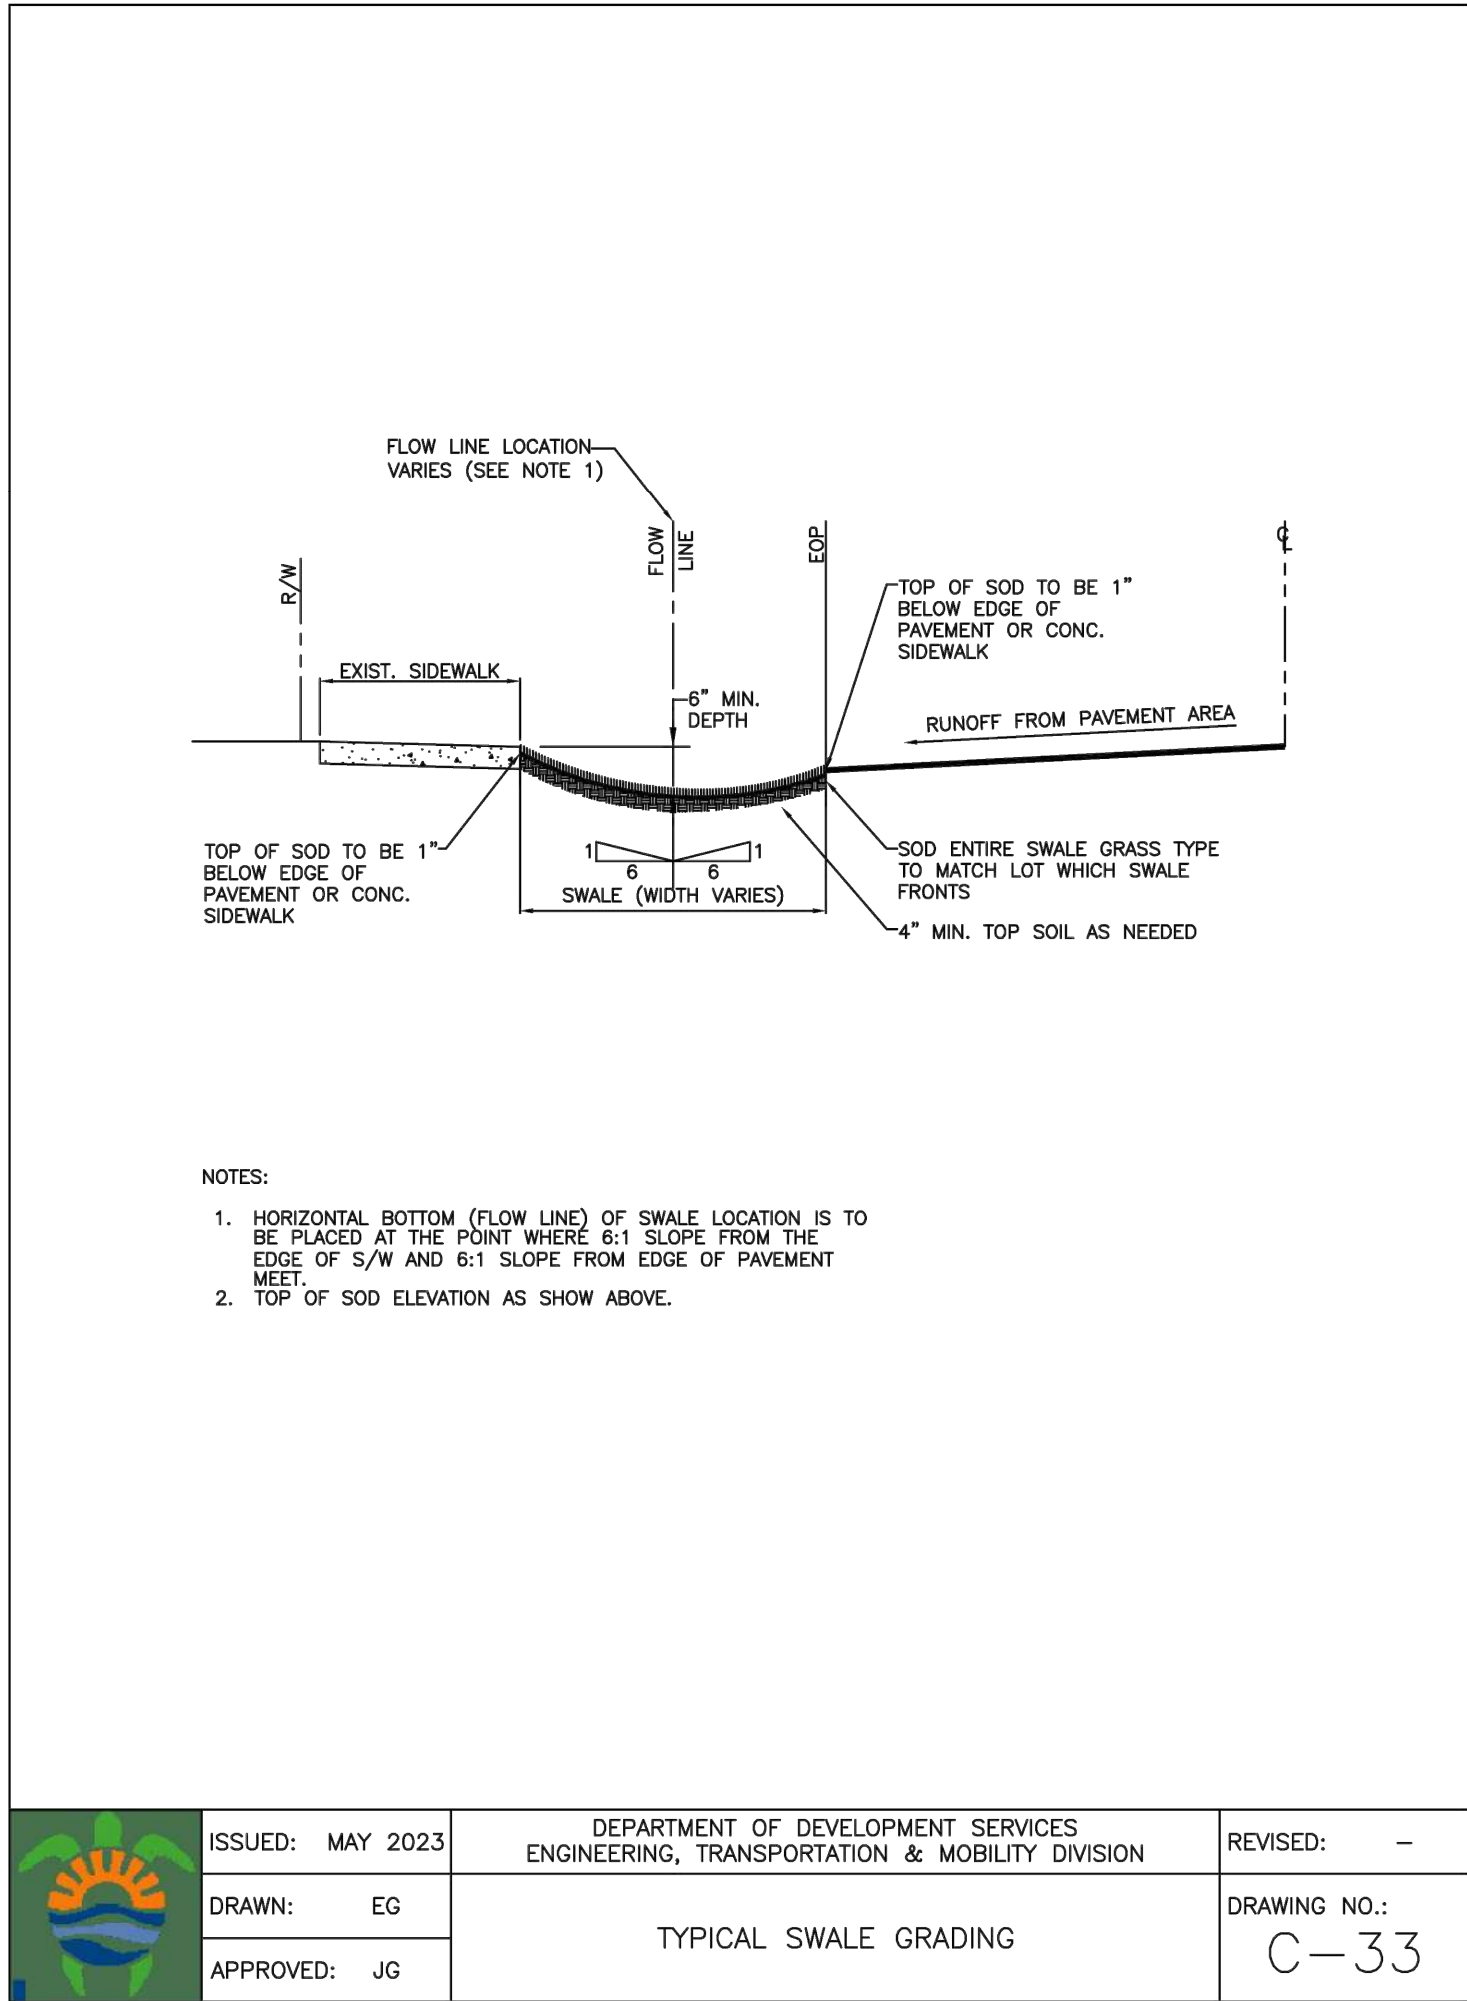 FLOW LINE LOCATION
VARIES (SEE NOTE 1)
R/W
FLOW
LINE
EOP
℄
TOP OF SOD TO BE 1”
BELOW EDGE OF
PAVEMENT OR CONC.
SIDEWALK
EXIST. SIDEWALK
6” MIN.
DEPTH
RUNOFF FROM PAVEMENT AREA
TOP OF SOD TO BE 1”
BELOW EDGE OF
PAVEMENT OR CONC.
SIDEWALK
1
6
6
1
SWALE (WIDTH VARIES)
SOD ENTIRE SWALE GRASS TYPE
TO MATCH LOT WHICH SWALE
FRONTS
4” MIN. TOP SOIL AS NEEDED
NOTES:
1. HORIZONTAL BOTTOM (FLOW LINE) OF SWALE LOCATION IS TO
BE PLACED AT THE POINT WHERE 6:1 SLOPE FROM THE
EDGE OF S/W AND 6:1 SLOPE FROM EDGE OF PAVEMENT
MEET.
2. TOP OF SOD ELEVATION AS SHOW ABOVE.
ISSUED: MAY 2023
DRAWN: EG
APPROVED: JG
DEPARTMENT OF DEVELOPMENT SERVICES
ENGINEERING, TRANSPORTATION & MOBILITY DIVISION
TYPICAL SWALE GRADING
REVISED: –
DRAWING NO.:
C–33